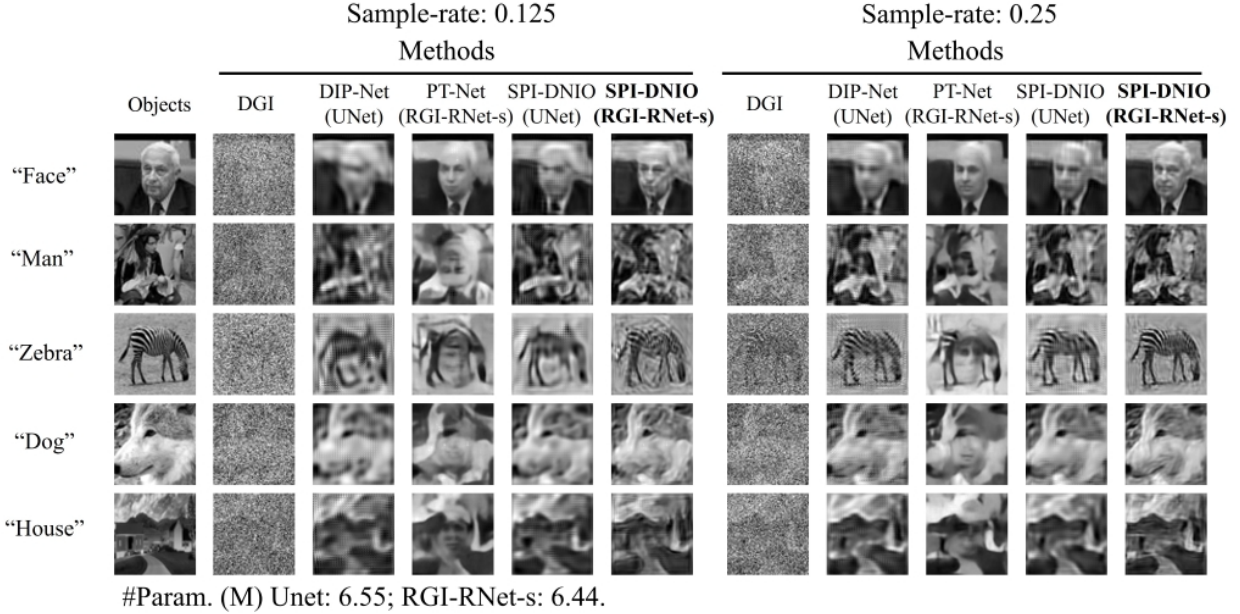 Sample-rate: 0.125 Sample-rate: 0.25
Methods Methods
Objects DGI DIP-Net (UNet) PT-Net (RGI-RNet-s) SPI-DNIO (UNet) SPI-DNIO (RGI-RNet-s) DGI DIP-Net (UNet) PT-Net (RGI-RNet-s) SPI-DNIO (UNet) SPI-DNIO (RGI-RNet-s)
“Face”
“Man”
“Zebra”
“Dog”
“House”
#Param. (M) Unet: 6.55; RGI-RNet-s: 6.44.